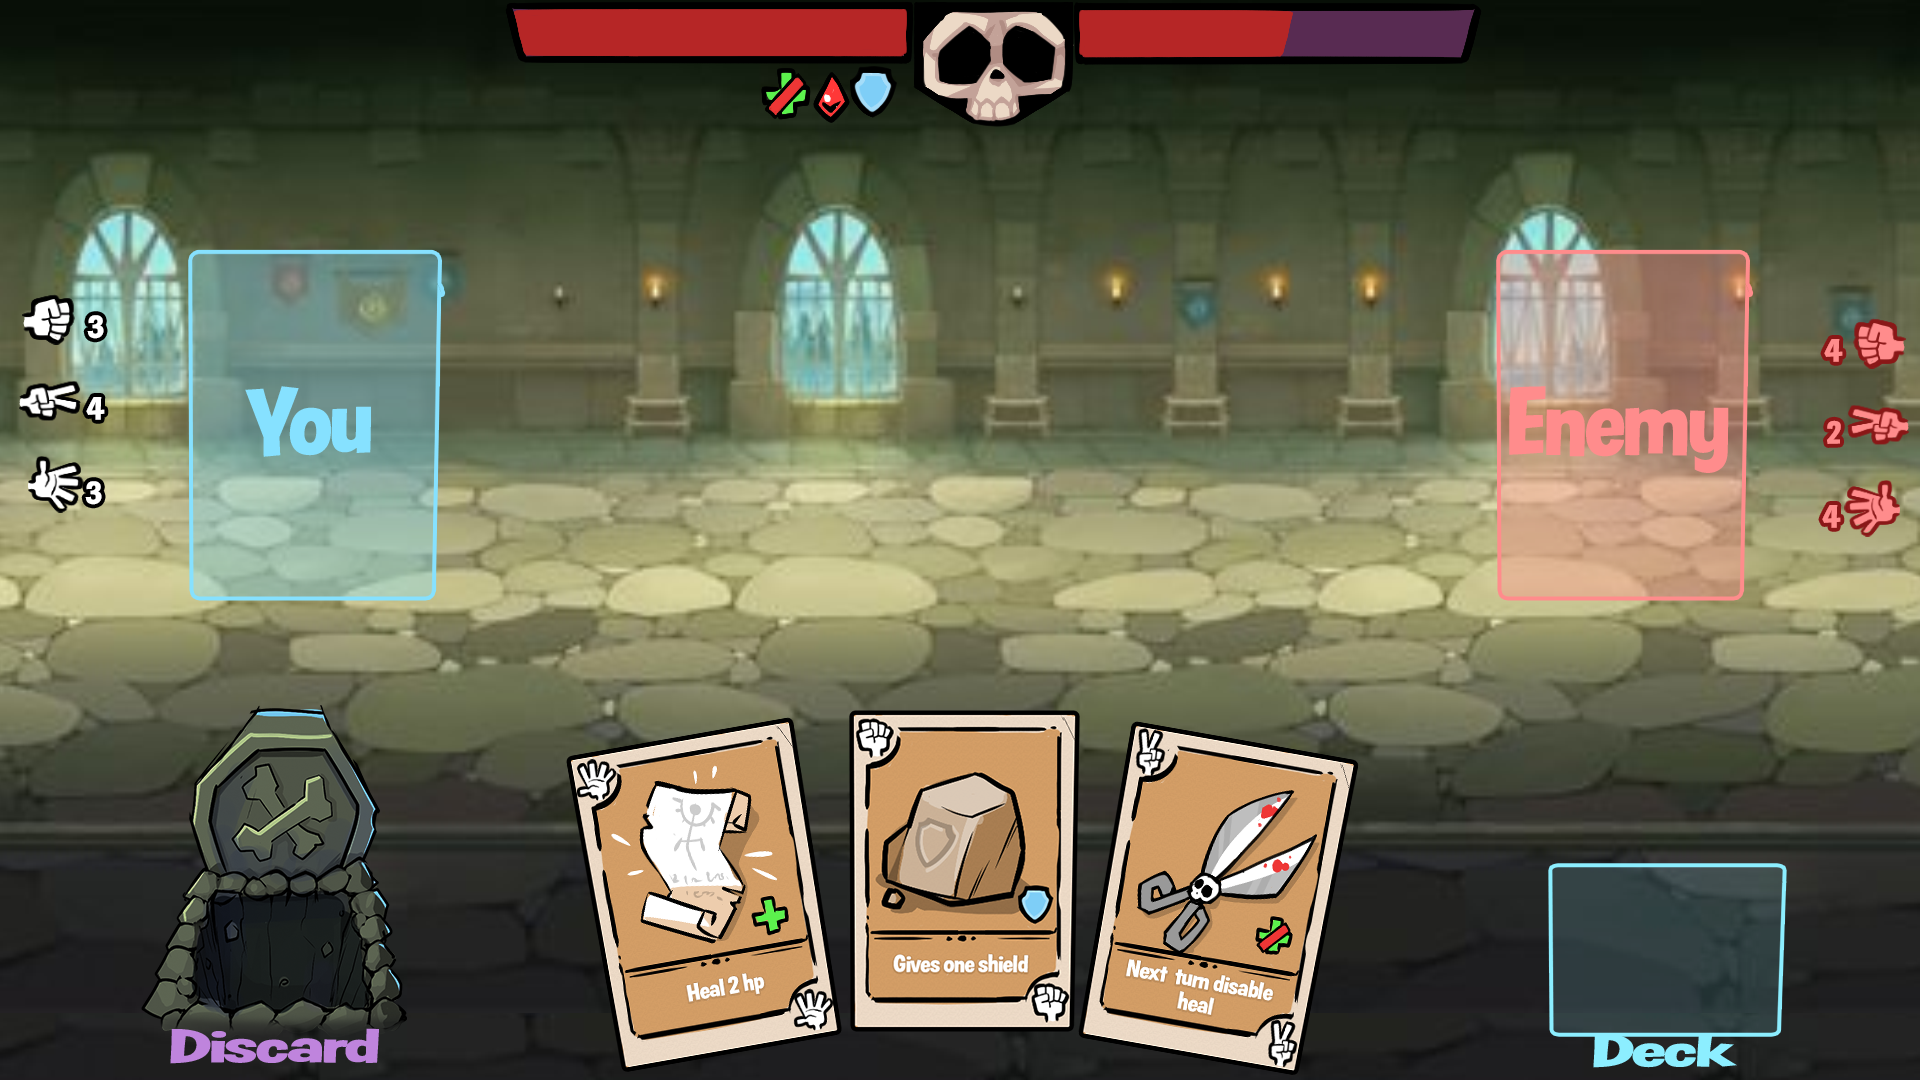 3
4
3
You
Enemy
4
2
4
Heal 2 hp
Gives one shield
Next turn disable
heal
Discard
Deck